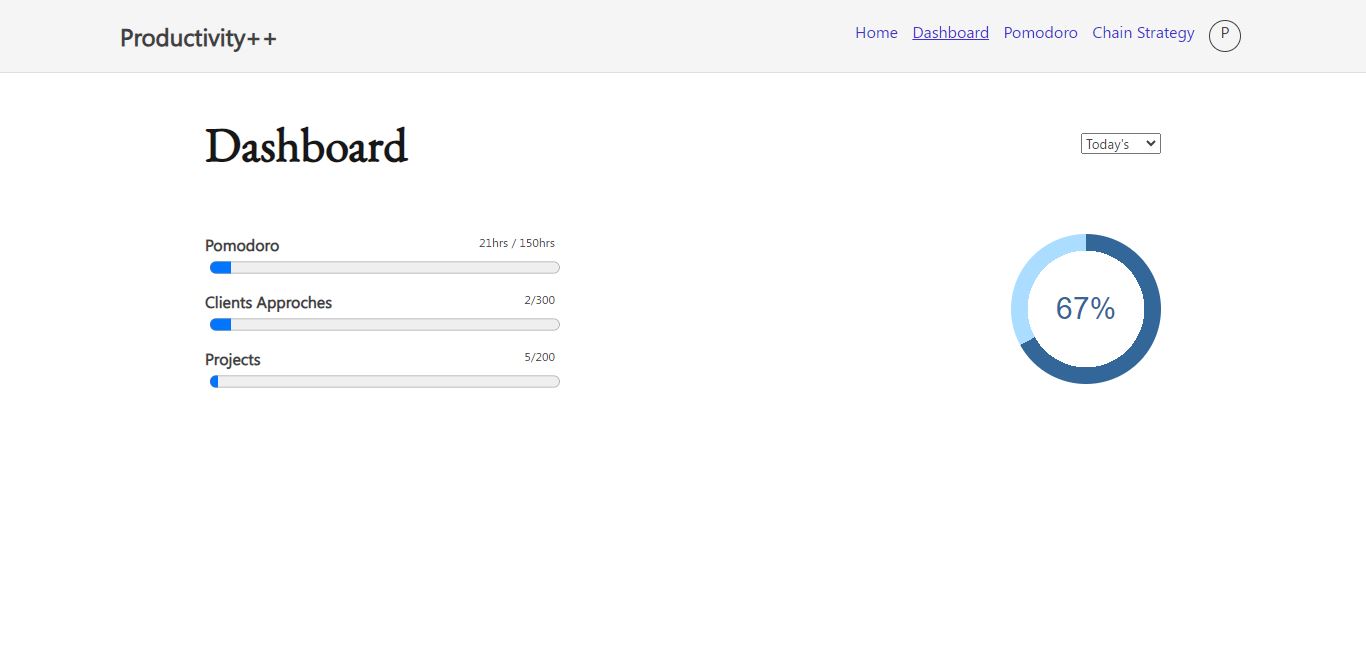 Productivity++
Home Dashboard Pomodoro Chain Strategy P
Dashboard
Today's
Pomodoro 21hrs / 150hrs
Clients Approches 2/300
Projects 5/200
67%